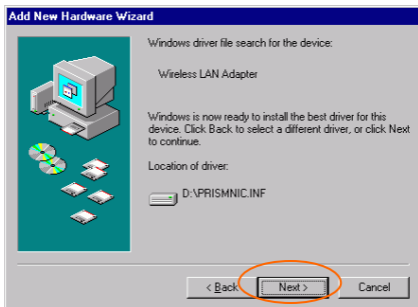 Add New Hardware Wizard
Windows driver file search for the device:
Wireless LAN Adapter
Windows is now ready to install the best driver for this
device. Click Back to select a different driver, or click Next
to continue.
Location of driver:
D:\PRISMNIC.INF
< Back
Next >
Cancel